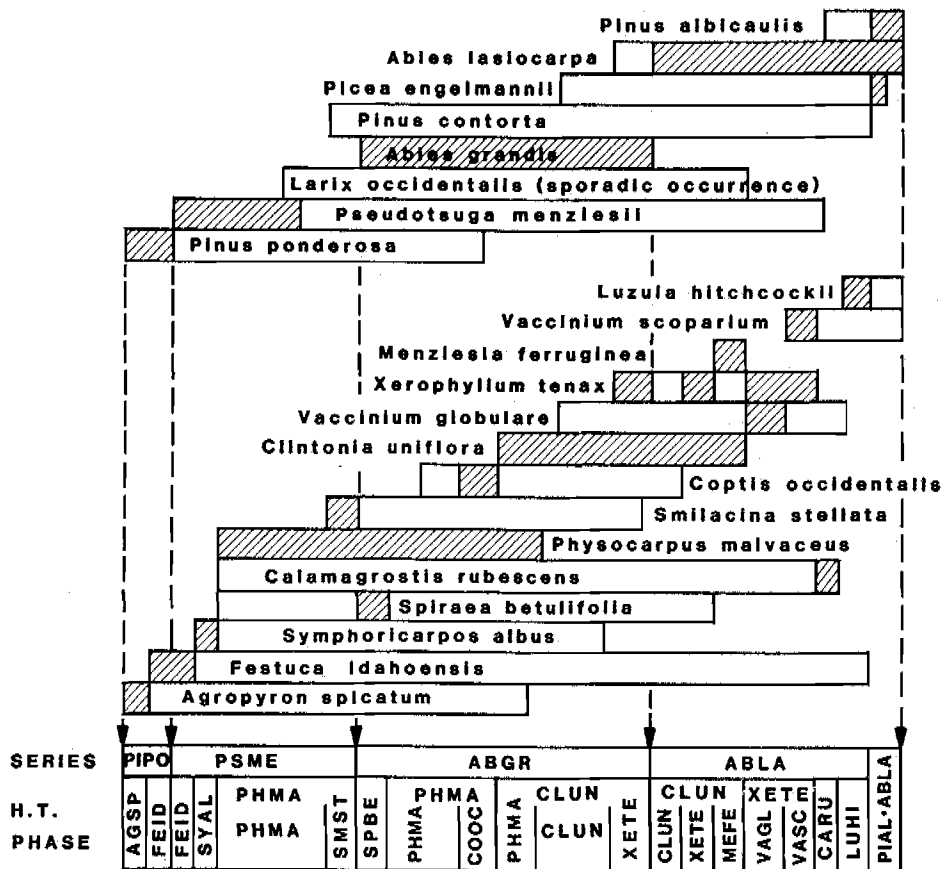 Pinus albicaulis
Abies lasiocarpa
Picea engelmannii
Pinus contorta
Abies grandis
Larix occidentalis (sporadic occurrence)
Pseudotsuga menziesii
Pinus ponderosa
Luzula hitchcockii
Vaccinium scoparium
Menziesia ferruginea
Xerophyllum tenax
Vaccinium globulare
Clintonia uniflora
Coptis occidentalis
Smilacina stellata
Physocarpus malvaceus
Calamagrostis rubescens
Spiraea betulifolia
Symphoricarpos albus
Festuca idahoensis
Agropyron spicatum
SERIES PIPO PSME ABGR ABLA PIAL-ABLA
H.T. AGSP FEID FEID SYAL PHMA SMST SPBE PHMA CLUN CLUN XETE CARU LUHI
PHASE PHMA PHMA COOC PHMA CLUN XETE CLUN XETE MEFE VAGL VASC